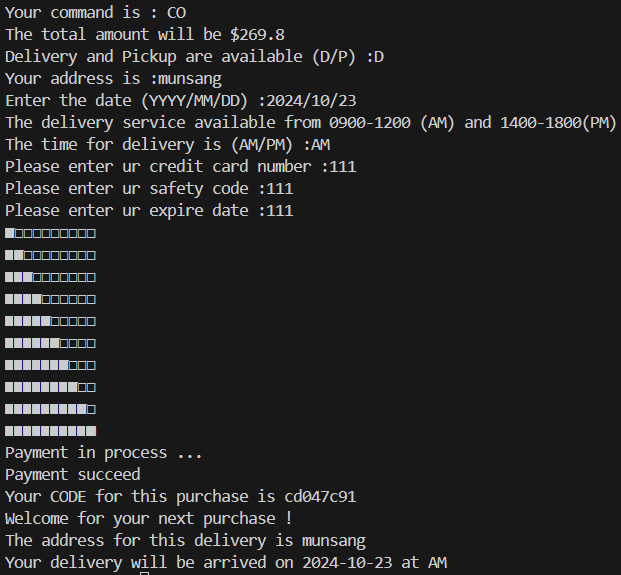 Your command is : CO
The total amount will be $269.8
Delivery and Pickup are available (D/P) :D
Your address is :munsang
Enter the date (YYYY/MM/DD) :2024/10/23
The delivery service available from 0900-1200 (AM) and 1400-1800(PM)
The time for delivery is (AM/PM) :AM
Please enter ur credit card number :111
Please enter ur safety code :111
Please enter ur expire date :111
■□□□□□□□□□
■■□□□□□□□□
■■■□□□□□□□
■■■■□□□□□□
■■■■■□□□□□
■■■■■■□□□□
■■■■■■■□□□
■■■■■■■■□□
■■■■■■■■■□
■■■■■■■■■■
Payment in process ...
Payment succeed
Your CODE for this purchase is cd047c91
Welcome for your next purchase !
The address for this delivery is munsang
Your delivery will be arrived on 2024-10-23 at AM